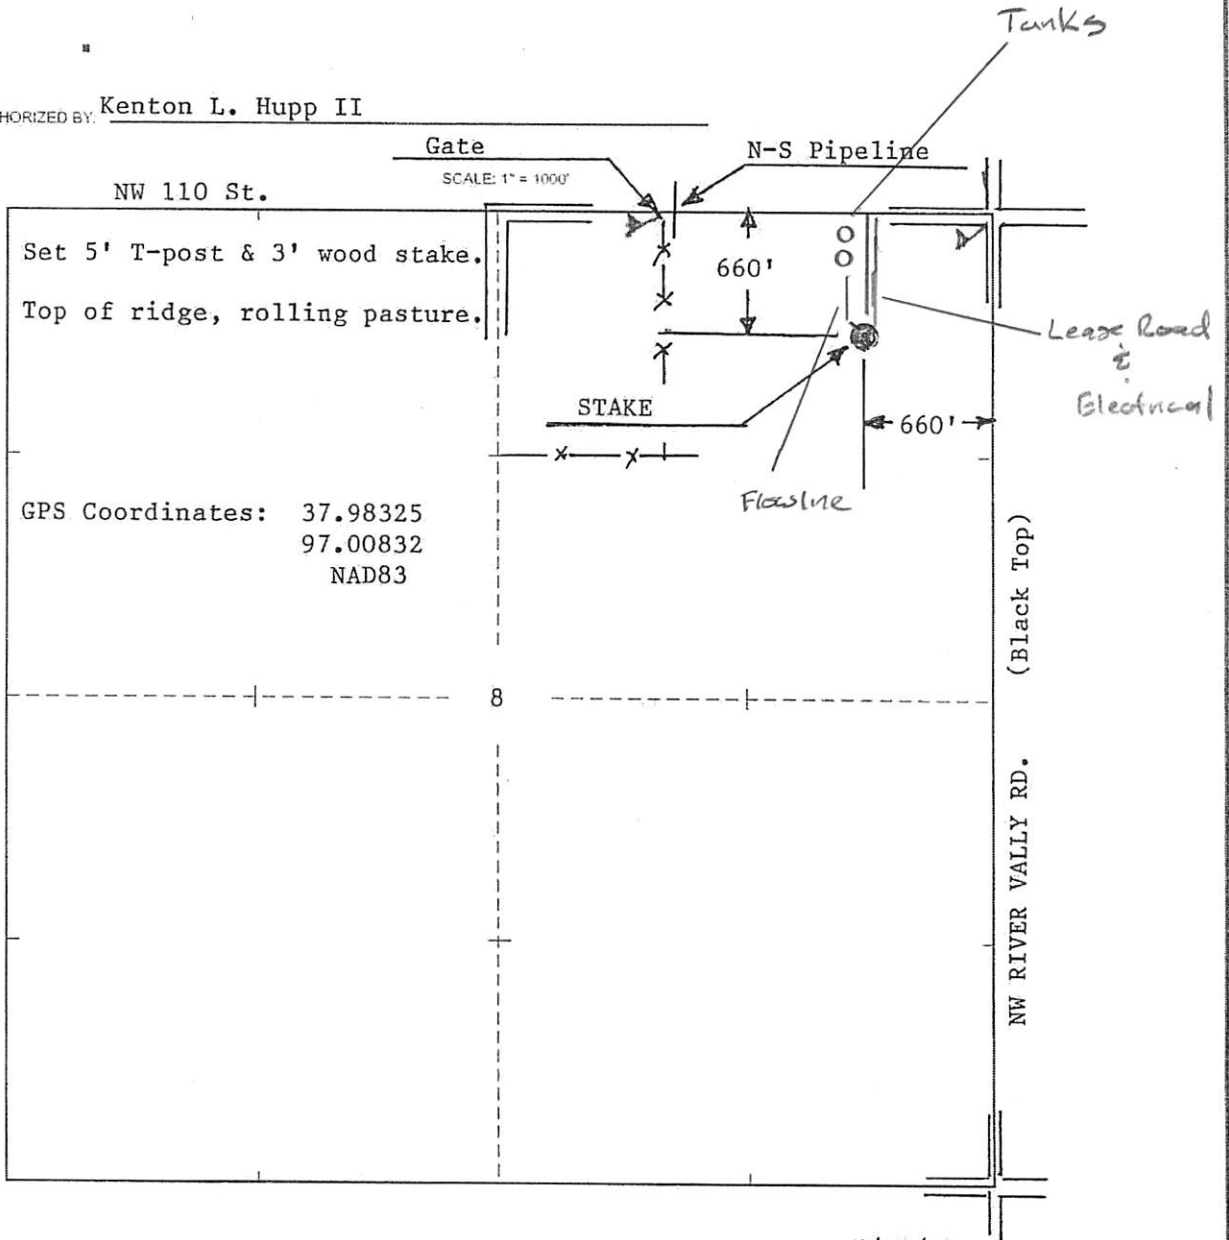 Tanks
HORIZED BY: Kenton L. Hupp II
Gate
N-S Pipeline
SCALE: 1" = 1000'
NW 110 St.
Set 5' T-post & 3' wood stake.
660'
Top of ridge, rolling pasture.
Lease Road
&
Electrical
STAKE
660'
Flowline
GPS Coordinates: 37.98325
97.00832
NAD83
(Black Top)
8
NW RIVER VALLY RD.